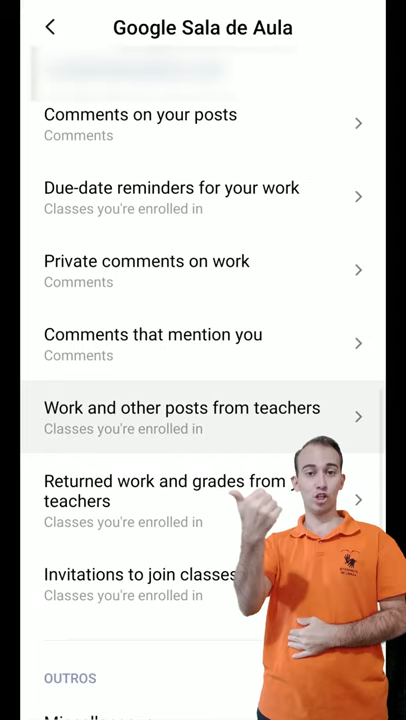 Google Sala de Aula
Comments on your posts
Comments
Due-date reminders for your work
Classes you're enrolled in
Private comments on work
Comments
Comments that mention you
Comments
Work and other posts from teachers
Classes you're enrolled in
Returned work and grades from
teachers
Classes you're enrolled in
Invitations to join classes
Classes you're enrolled in
OUTROS